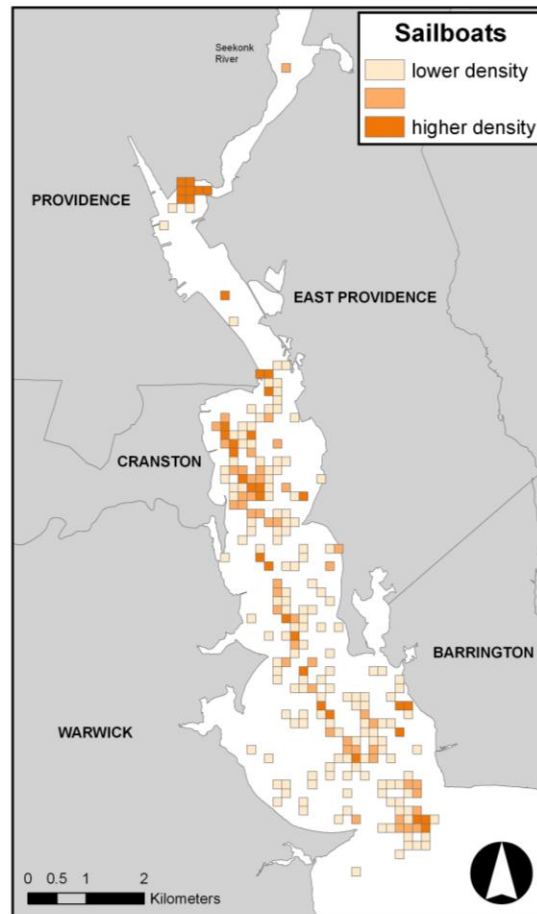 Seekonk
River
Sailboats
lower density
higher density
PROVIDENCE
EAST PROVIDENCE
CRANSTON
BARRINGTON
WARWICK
0 0.5 1 2
Kilometers